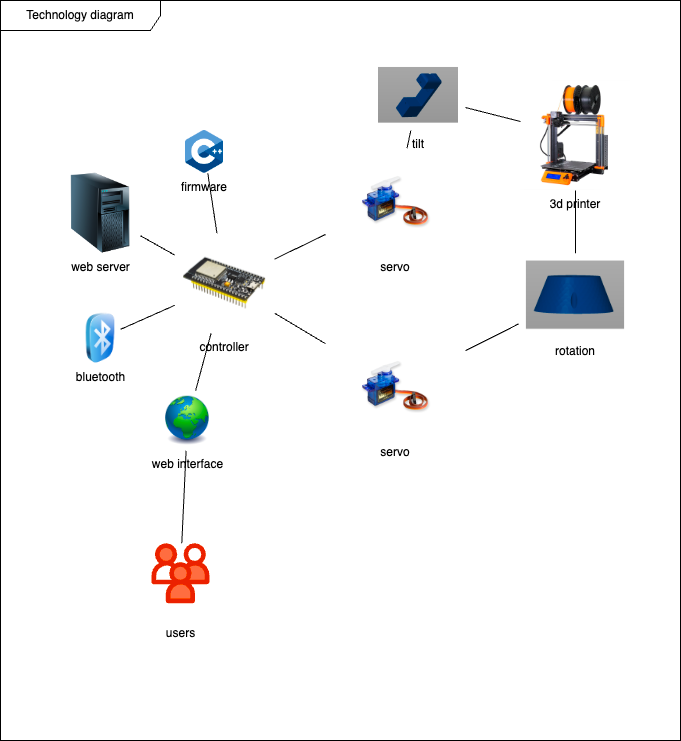 Technology diagram
tilt
C++
firmware
3d printer
web server
servo
controller
rotation
bluetooth
servo
web interface
users